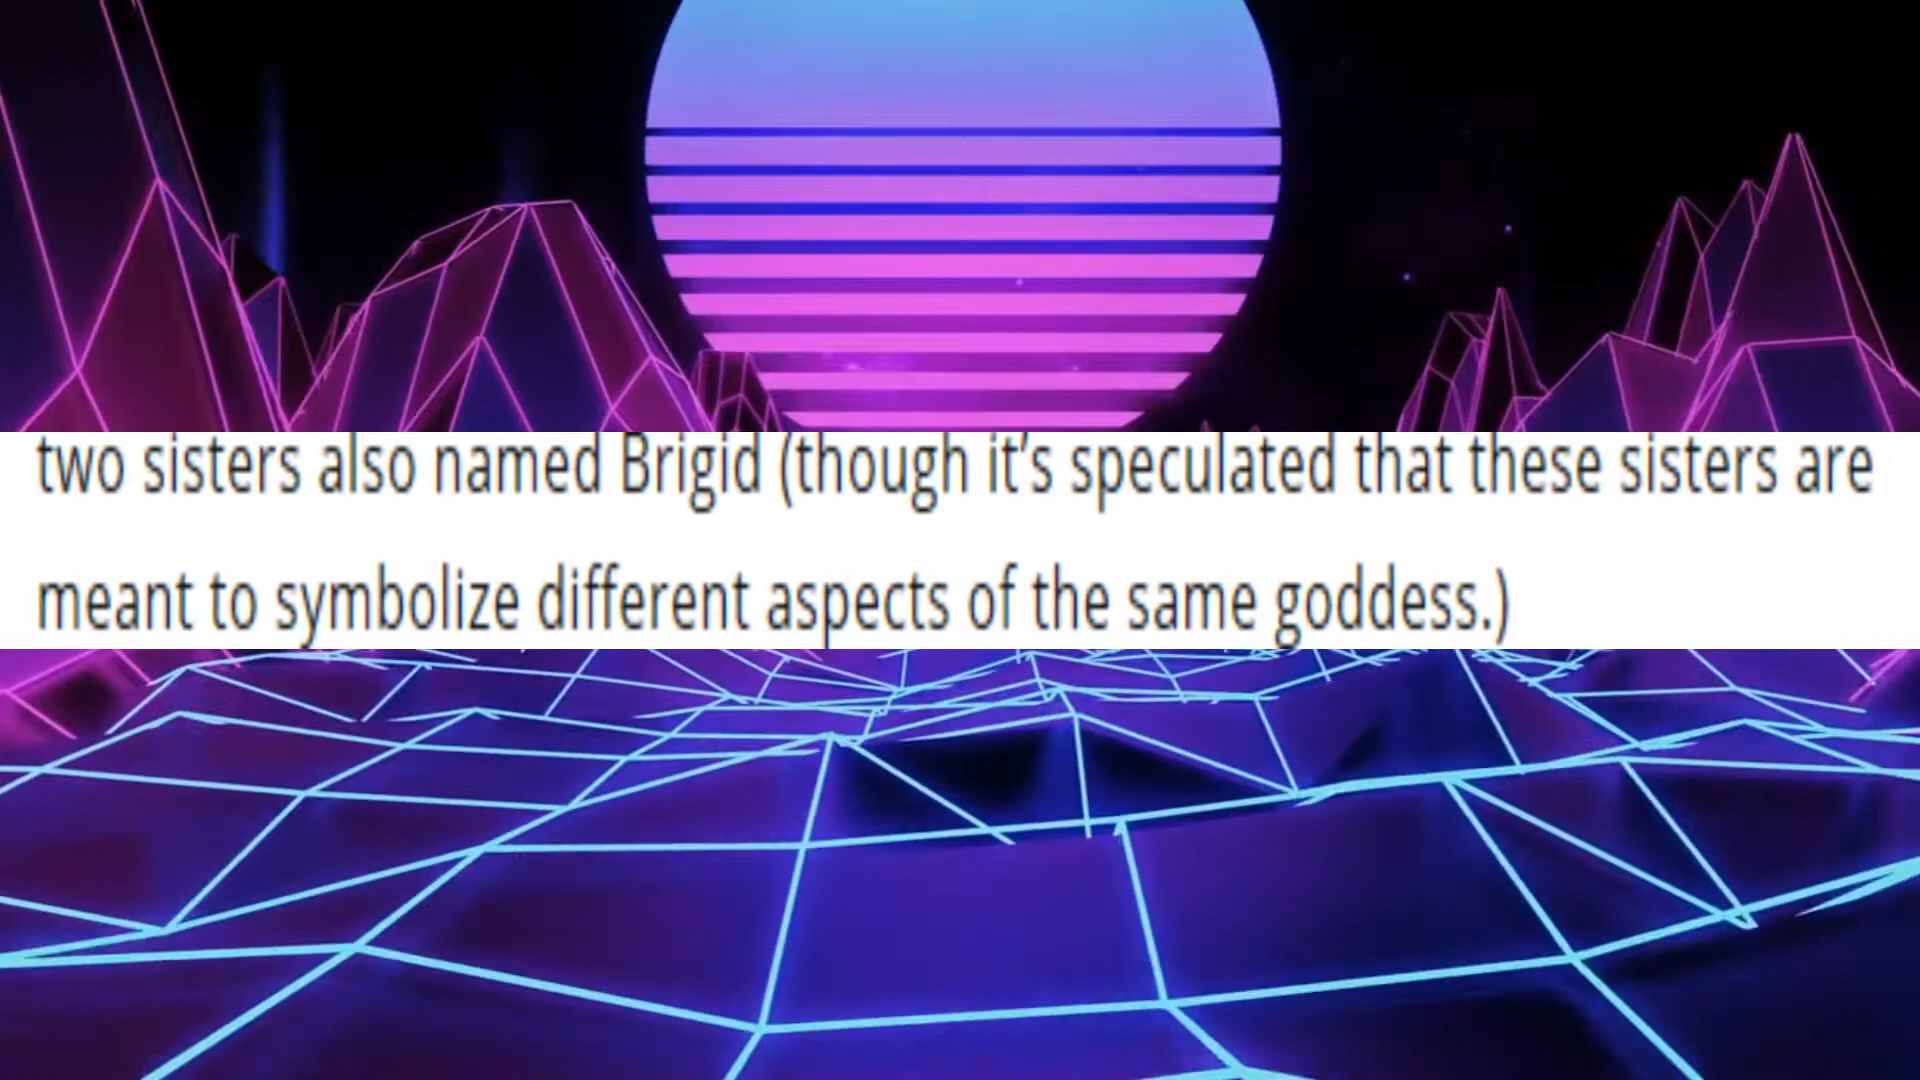 two sisters also named Brigid (though it's speculated that these sisters are
meant to symbolize different aspects of the same goddess.)